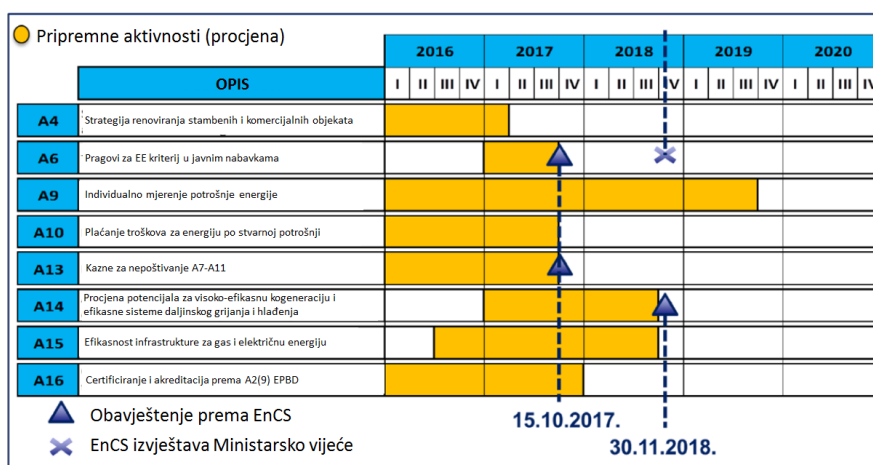 Pripremne aktivnosti (procjena)
2016 2017 2018 2019 2020
OPIS I II III IV I II III IV I II III IV I II III IV I II III IV
A4 Strategija renoviranja stambenih i komercijalnih objekata
A6 Pragovi za EE kriterij u javnim nabavkama
A9 Individualno mjerenje potrošnje energije
A10 Plaćanje troškova za energiju po stvarnoj potrošnji
A13 Kazne za nepoštivanje A7-A11
A14 Procjena potencijala za visoko-efikasnu kogeneraciju i
efikasne sisteme daljinskog grijanja i hlađenja
A15 Efikasnost infrastrukture za gas i električnu energiju
A16 Certificiranje i akreditacija prema A2(9) EPBD
Obavještenje prema EnCS
15.10.2017.
EnCS izvještava Ministarsko vijeće
30.11.2018.